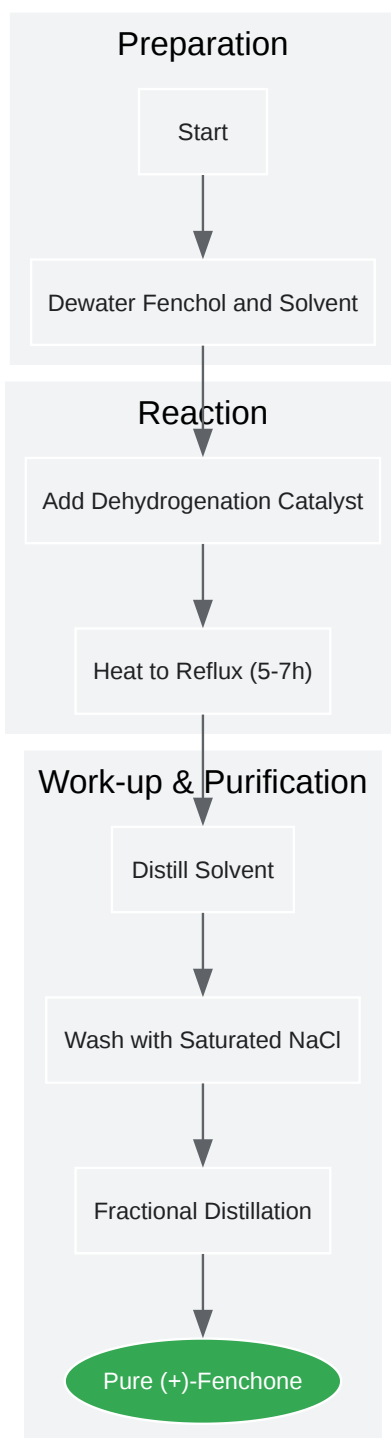 Preparation
Start
Dewater Fenchol and Solvent
Reaction
Add Dehydrogenation Catalyst
Heat to Reflux (5-7h)
Work-up & Purification
Distill Solvent
Wash with Saturated NaCl
Fractional Distillation
Pure (+)-Fenchone